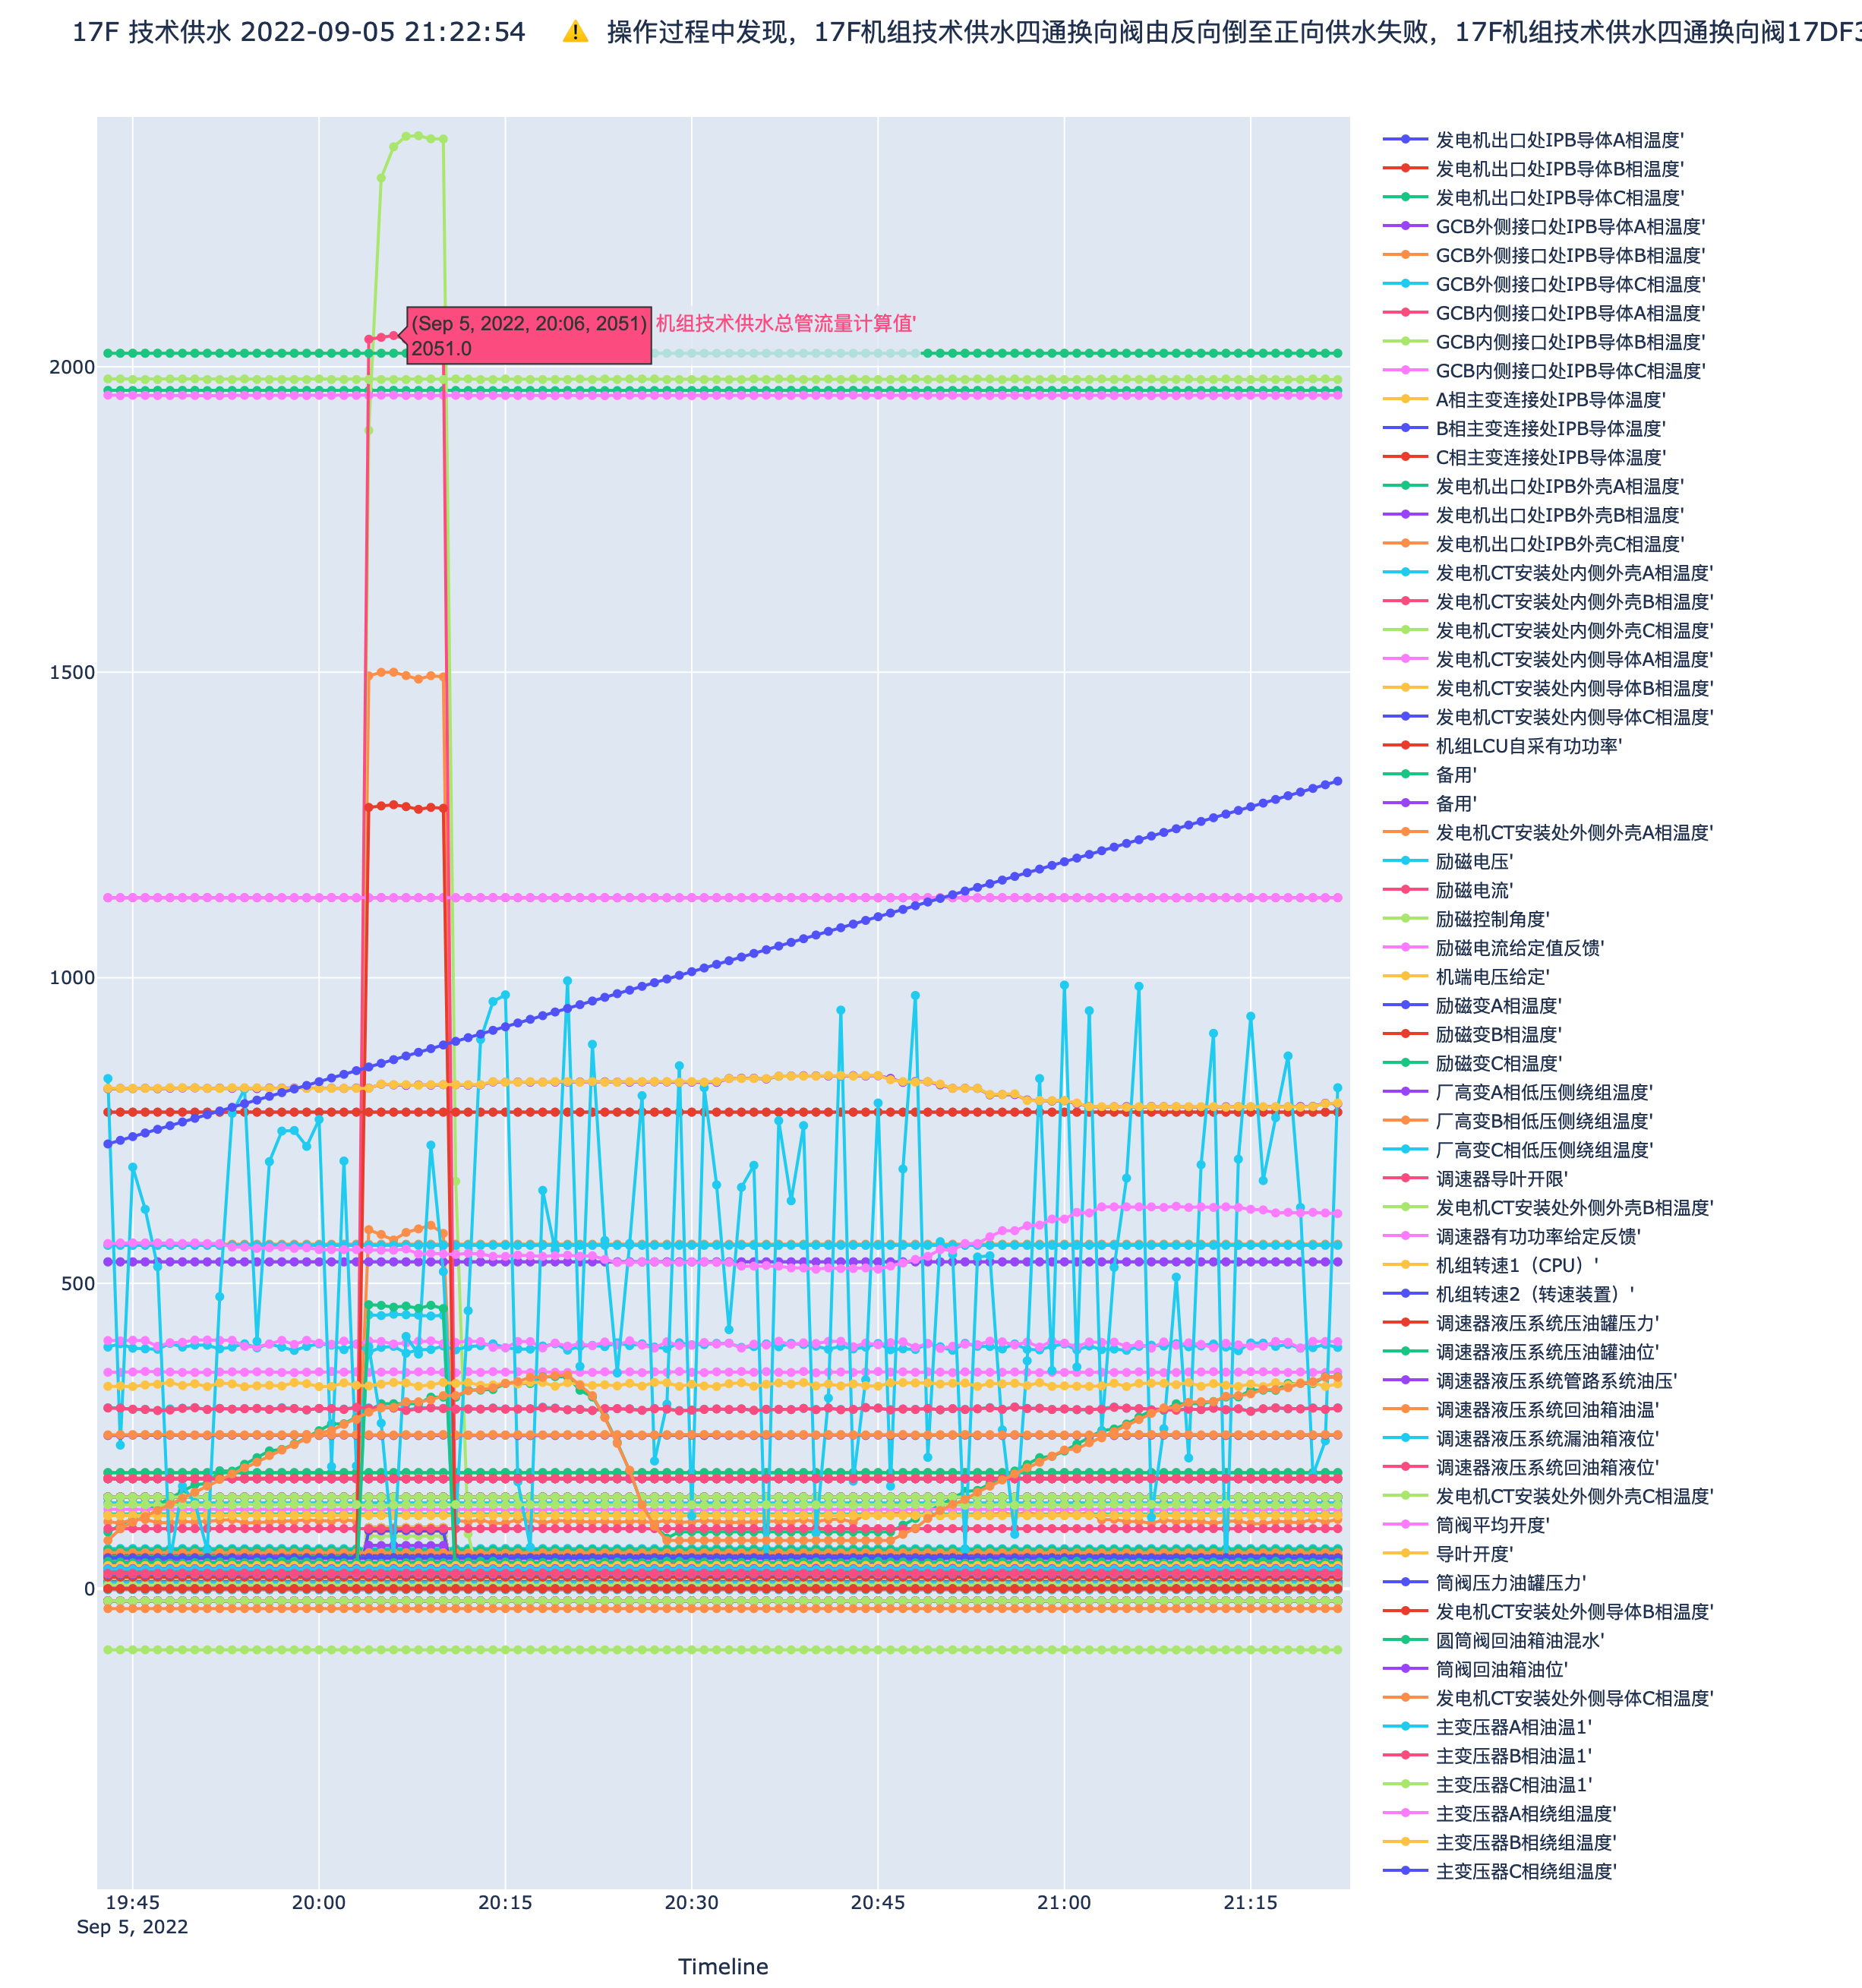 17F 技术供水 2022-09-05 21:22:54 ⚠ 操作过程中发现，17F机组技术供水四通换向阀由反向倒至正向供水失败，17F机组技术供水四通换向阀17DF3
发电机出口处IPB导体A相温度'
发电机出口处IPB导体B相温度'
发电机出口处IPB导体C相温度'
GCB外侧接口处IPB导体A相温度'
GCB外侧接口处IPB导体B相温度'
GCB外侧接口处IPB导体C相温度'
GCB内侧接口处IPB导体A相温度'
GCB内侧接口处IPB导体B相温度'
GCB内侧接口处IPB导体C相温度'
A相主变连接处IPB导体温度'
B相主变连接处IPB导体温度'
C相主变连接处IPB导体温度'
发电机出口处IPB外壳A相温度'
发电机出口处IPB外壳B相温度'
发电机出口处IPB外壳C相温度'
发电机CT安装处内侧外壳A相温度'
发电机CT安装处内侧外壳B相温度'
发电机CT安装处内侧外壳C相温度'
发电机CT安装处内侧导体A相温度'
发电机CT安装处内侧导体B相温度'
发电机CT安装处内侧导体C相温度'
机组LCU自采有功功率'
备用'
备用'
发电机CT安装处外侧外壳A相温度'
励磁电压'
励磁电流'
励磁控制角度'
励磁电流给定值反馈'
机端电压给定'
励磁变A相温度'
励磁变B相温度'
励磁变C相温度'
厂高变A相低压侧绕组温度'
厂高变B相低压侧绕组温度'
厂高变C相低压侧绕组温度'
调速器导叶开限'
发电机CT安装处外侧外壳B相温度'
调速器有功功率给定反馈'
机组转速1（CPU）'
机组转速2（转速装置）'
调速器液压系统压油罐压力'
调速器液压系统压油罐油位'
调速器液压系统管路系统油压'
调速器液压系统回油箱油温'
调速器液压系统漏油箱液位'
调速器液压系统回油箱液位'
发电机CT安装处外侧外壳C相温度'
筒阀平均开度'
导叶开度'
筒阀压力油罐压力'
发电机CT安装处外侧导体B相温度'
圆筒阀回油箱油混水'
筒阀回油箱油位'
发电机CT安装处外侧导体C相温度'
主变压器A相油温1'
主变压器B相油温1'
主变压器C相油温1'
主变压器A相绕组温度'
主变压器B相绕组温度'
主变压器C相绕组温度'
(Sep 5, 2022, 20:06, 2051) 机组技术供水总管流量计算值'
2051.0
2000
1500
1000
500
0
19:45 20:00 20:15 20:30 20:45 21:00 21:15
Sep 5, 2022
Timeline